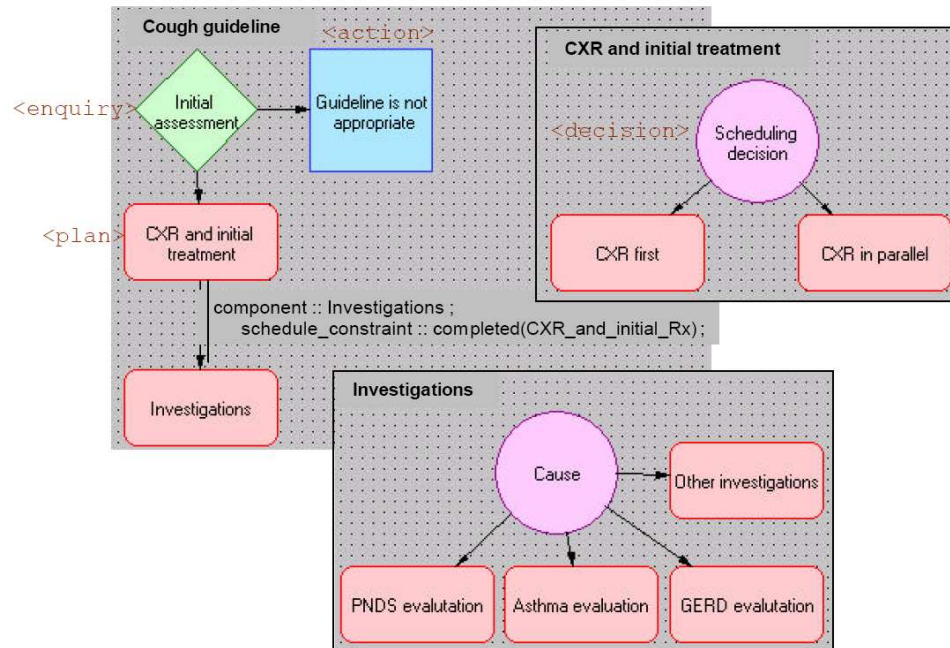 Cough guideline
<action>
<enquiry>
Initial
assessment
Guideline is not
appropriate
<plan>
CXR and initial
treatment
component :: Investigations ;
schedule_constraint :: completed(CXR_and_initial_Rx) ;
Investigations
CXR and initial treatment
<decision>
Scheduling
decision
CXR first
CXR in parallel
Investigations
Cause
Other investigations
PNDS evalutation
Asthma evaluation
GERD evalutation